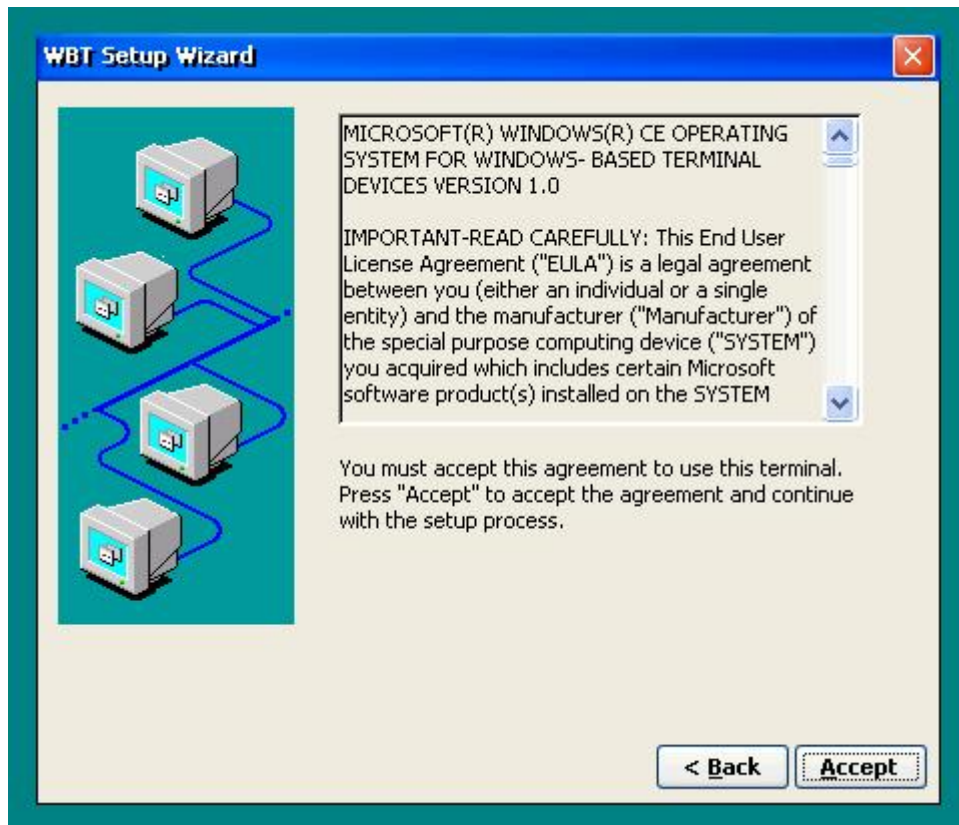 WBT Setup Wizard
MICROSOFT(R) WINDOWS(R) CE OPERATING
SYSTEM FOR WINDOWS- BASED TERMINAL
DEVICES VERSION 1.0
IMPORTANT-READ CAREFULLY: This End User
License Agreement ("EULA") is a legal agreement
between you (either an individual or a single
entity) and the manufacturer ("Manufacturer") of
the special purpose computing device ("SYSTEM")
you acquired which includes certain Microsoft
software product(s) installed on the SYSTEM
You must accept this agreement to use this terminal.
Press "Accept" to accept the agreement and continue
with the setup process.
< Back Accept